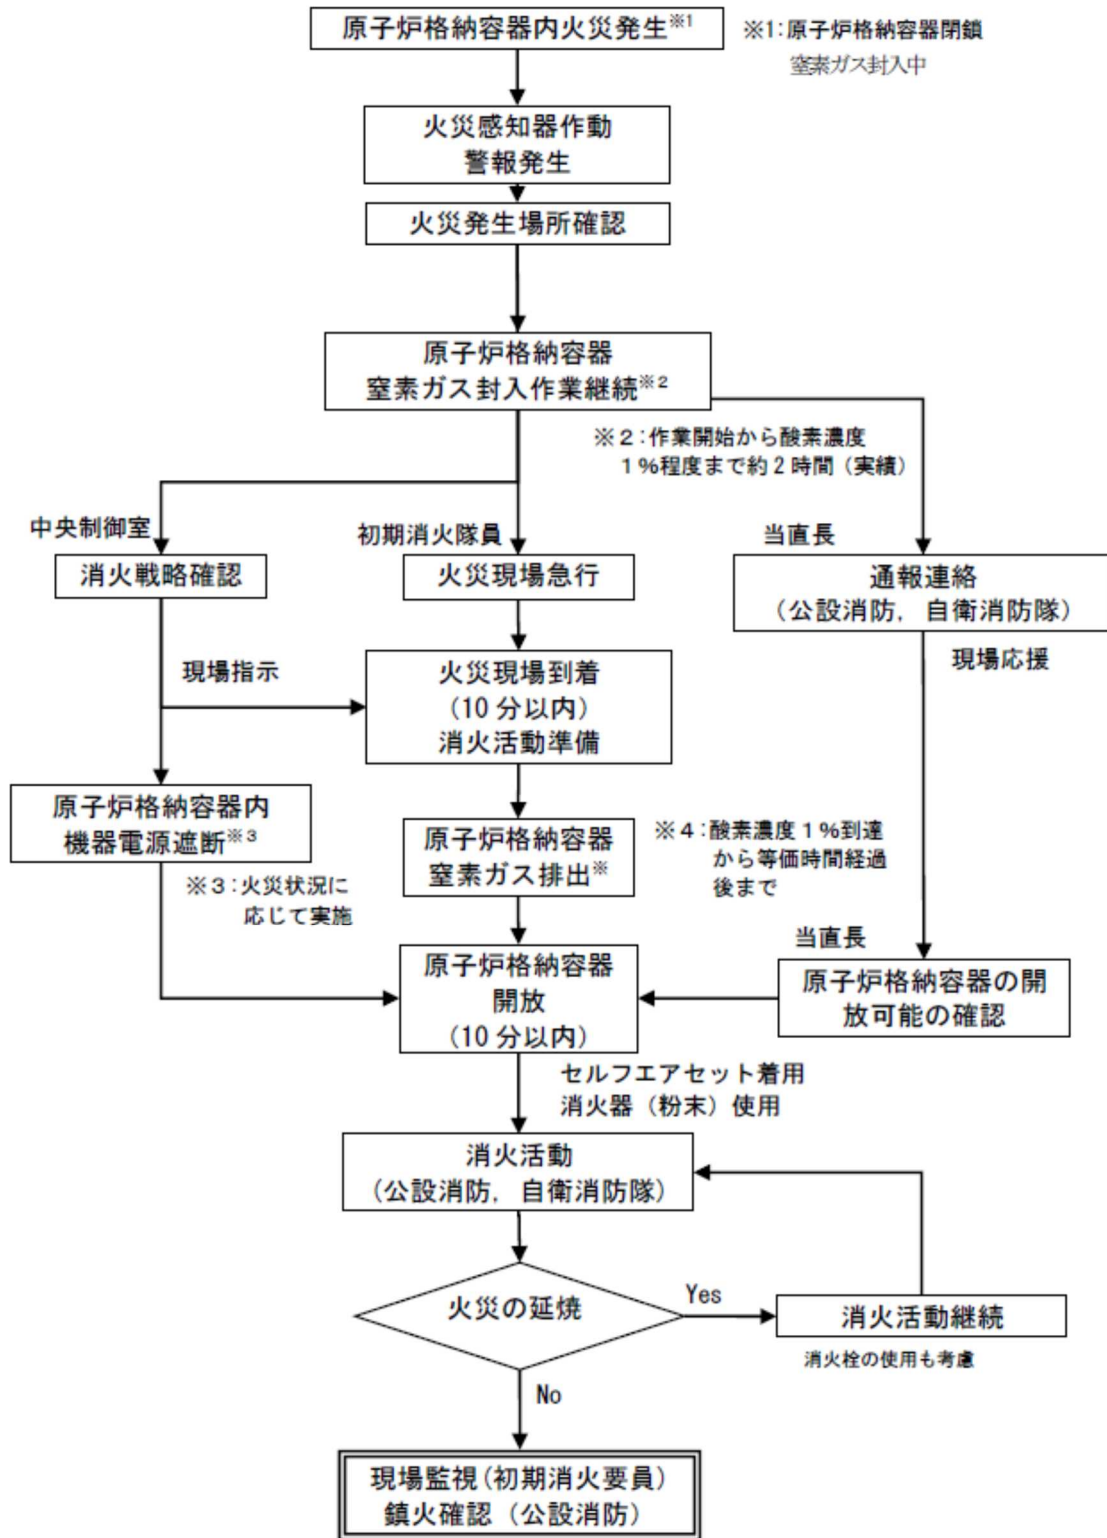 原子炉格納容器内火災発生※1
※1:原子炉格納容器閉鎖
窒素ガス封入中
火災感知器作動
警報発生
火災発生場所確認
原子炉格納容器
窒素ガス封入作業継続※2
※2:作業開始から酸素濃度
1%程度まで約2時間(実績)
中央制御室
消火戦略確認
初期消火隊員
火災現場急行
当直長
通報連絡
(公設消防, 自衛消防隊)
現場応援
現場指示
火災現場到着
(10分以内)
消火活動準備
原子炉格納容器内
機器電源遮断※3
※3:火災状況に
応じて実施
原子炉格納容器
窒素ガス排出※
※4:酸素濃度1%到達
から等価時間経過
後まで
原子炉格納容器
開放
(10分以内)
当直長
原子炉格納容器の開
放可能の確認
セルフエアセット着用
消火器(粉末)使用
消火活動
(公設消防, 自衛消防隊)
火災の延焼
Yes
消火活動継続
消火栓の使用も考慮
No
現場監視(初期消火要員)
鎮火確認(公設消防)